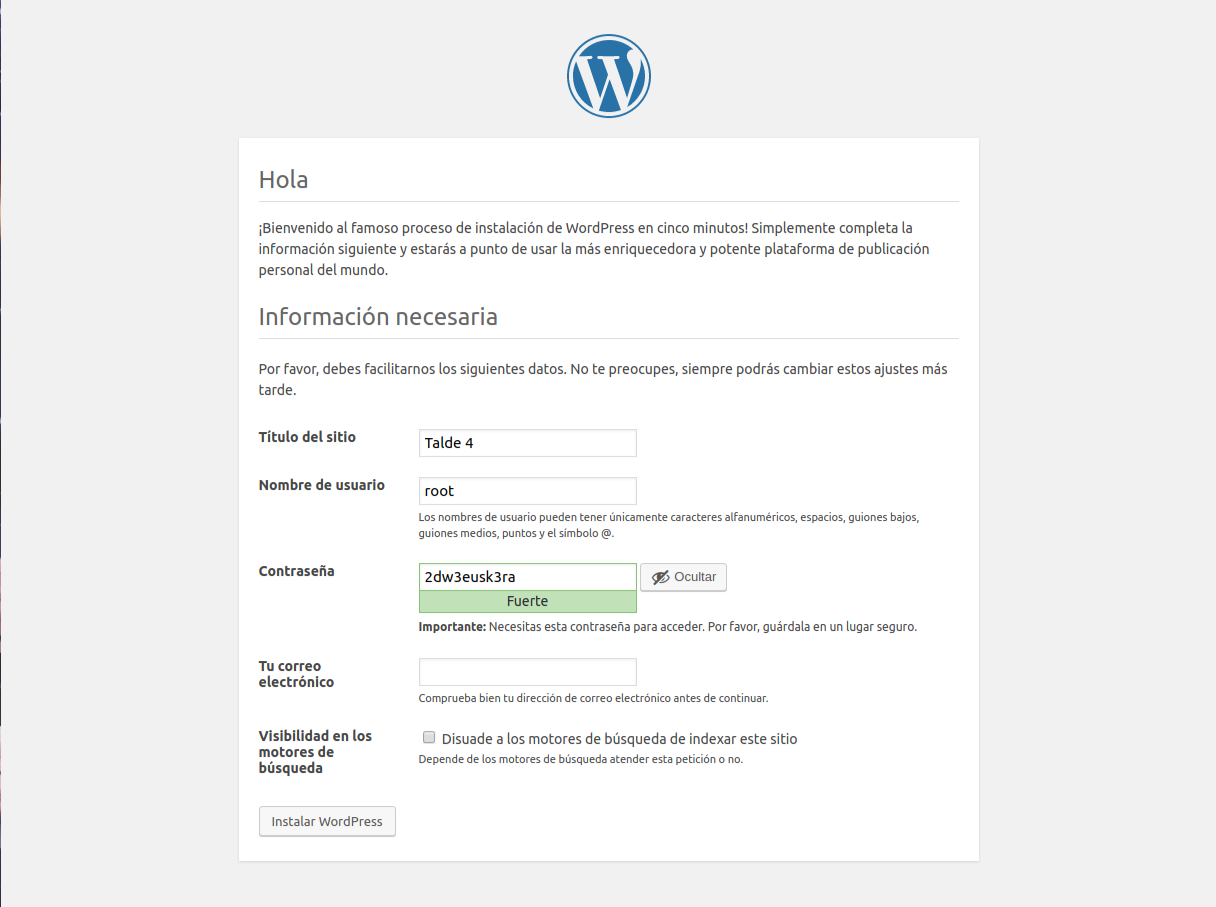 Hola
¡Bienvenido al famoso proceso de instalación de WordPress en cinco minutos! Simplemente completa la
información siguiente y estarás a punto de usar la más enriquecedora y potente plataforma de publicación
personal del mundo.
Información necesaria
Por favor, debes facilitarnos los siguientes datos. No te preocupes, siempre podrás cambiar estos ajustes más
tarde.
Título del sitio
Talde 4
Nombre de usuario
root
Los nombres de usuario pueden tener únicamente caracteres alfanuméricos, espacios, guiones bajos,
guiones medios, puntos y el símbolo @.
Contraseña
2dw3eusk3ra
Ocultar
Fuerte
Importante: Necesitas esta contraseña para acceder. Por favor, guárdala en un lugar seguro.
Tu correo
electrónico
Comprueba bien tu dirección de correo electrónico antes de continuar.
Visibilidad en los
motores de
búsqueda
Disuade a los motores de búsqueda de indexar este sitio
Depende de los motores de búsqueda atender esta petición o no.
Instalar WordPress